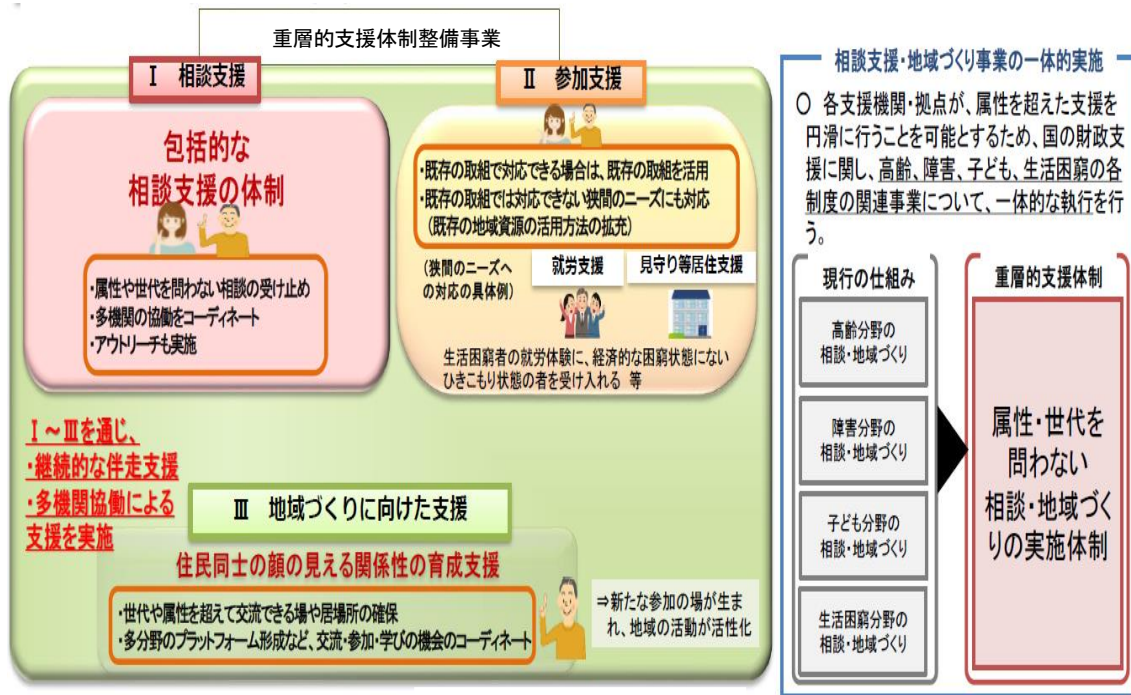 重層的支援体制整備事業
Ⅰ 相談支援
包括的な
相談支援の体制
・属性や世代を問わない相談の受け止め
・多機関の協働をコーディネート
・アウトリーチも実施
Ⅱ 参加支援
・既存の取組で対応できる場合は、既存の取組を活用
・既存の取組では対応できない狭間のニーズにも対応
（既存の地域資源の活用方法の拡充）
（狭間のニーズへ
の対応の具体例）
就労支援
見守り等居住支援
生活困窮者の就労体験に、経済的な困窮状態にない
ひきこもり状態の者を受け入れる 等
Ⅰ～Ⅲを通じ、
・継続的な伴走支援
・多機関協働による
支援を実施
Ⅲ 地域づくりに向けた支援
住民同士の顔の見える関係性の育成支援
・世代や属性を超えて交流できる場や居場所の確保
・多分野のプラットフォーム形成など、交流・参加・学びの機会のコーディネート
⇒新たな参加の場が生ま
れ、地域の活動が活性化
相談支援・地域づくり事業の一体的実施
○ 各支援機関・拠点が、属性を超えた支援を
円滑に行うことを可能とするため、国の財政支
援に関し、高齢、障害、子ども、生活困窮の各
制度の関連事業について、一体的な執行を行
う。
現行の仕組み
高齢分野の
相談・地域づくり
障害分野の
相談・地域づくり
子ども分野の
相談・地域づくり
生活困窮分野の
相談・地域づくり
重層的支援体制
属性・世代を
問わない
相談・地域づく
りの実施体制